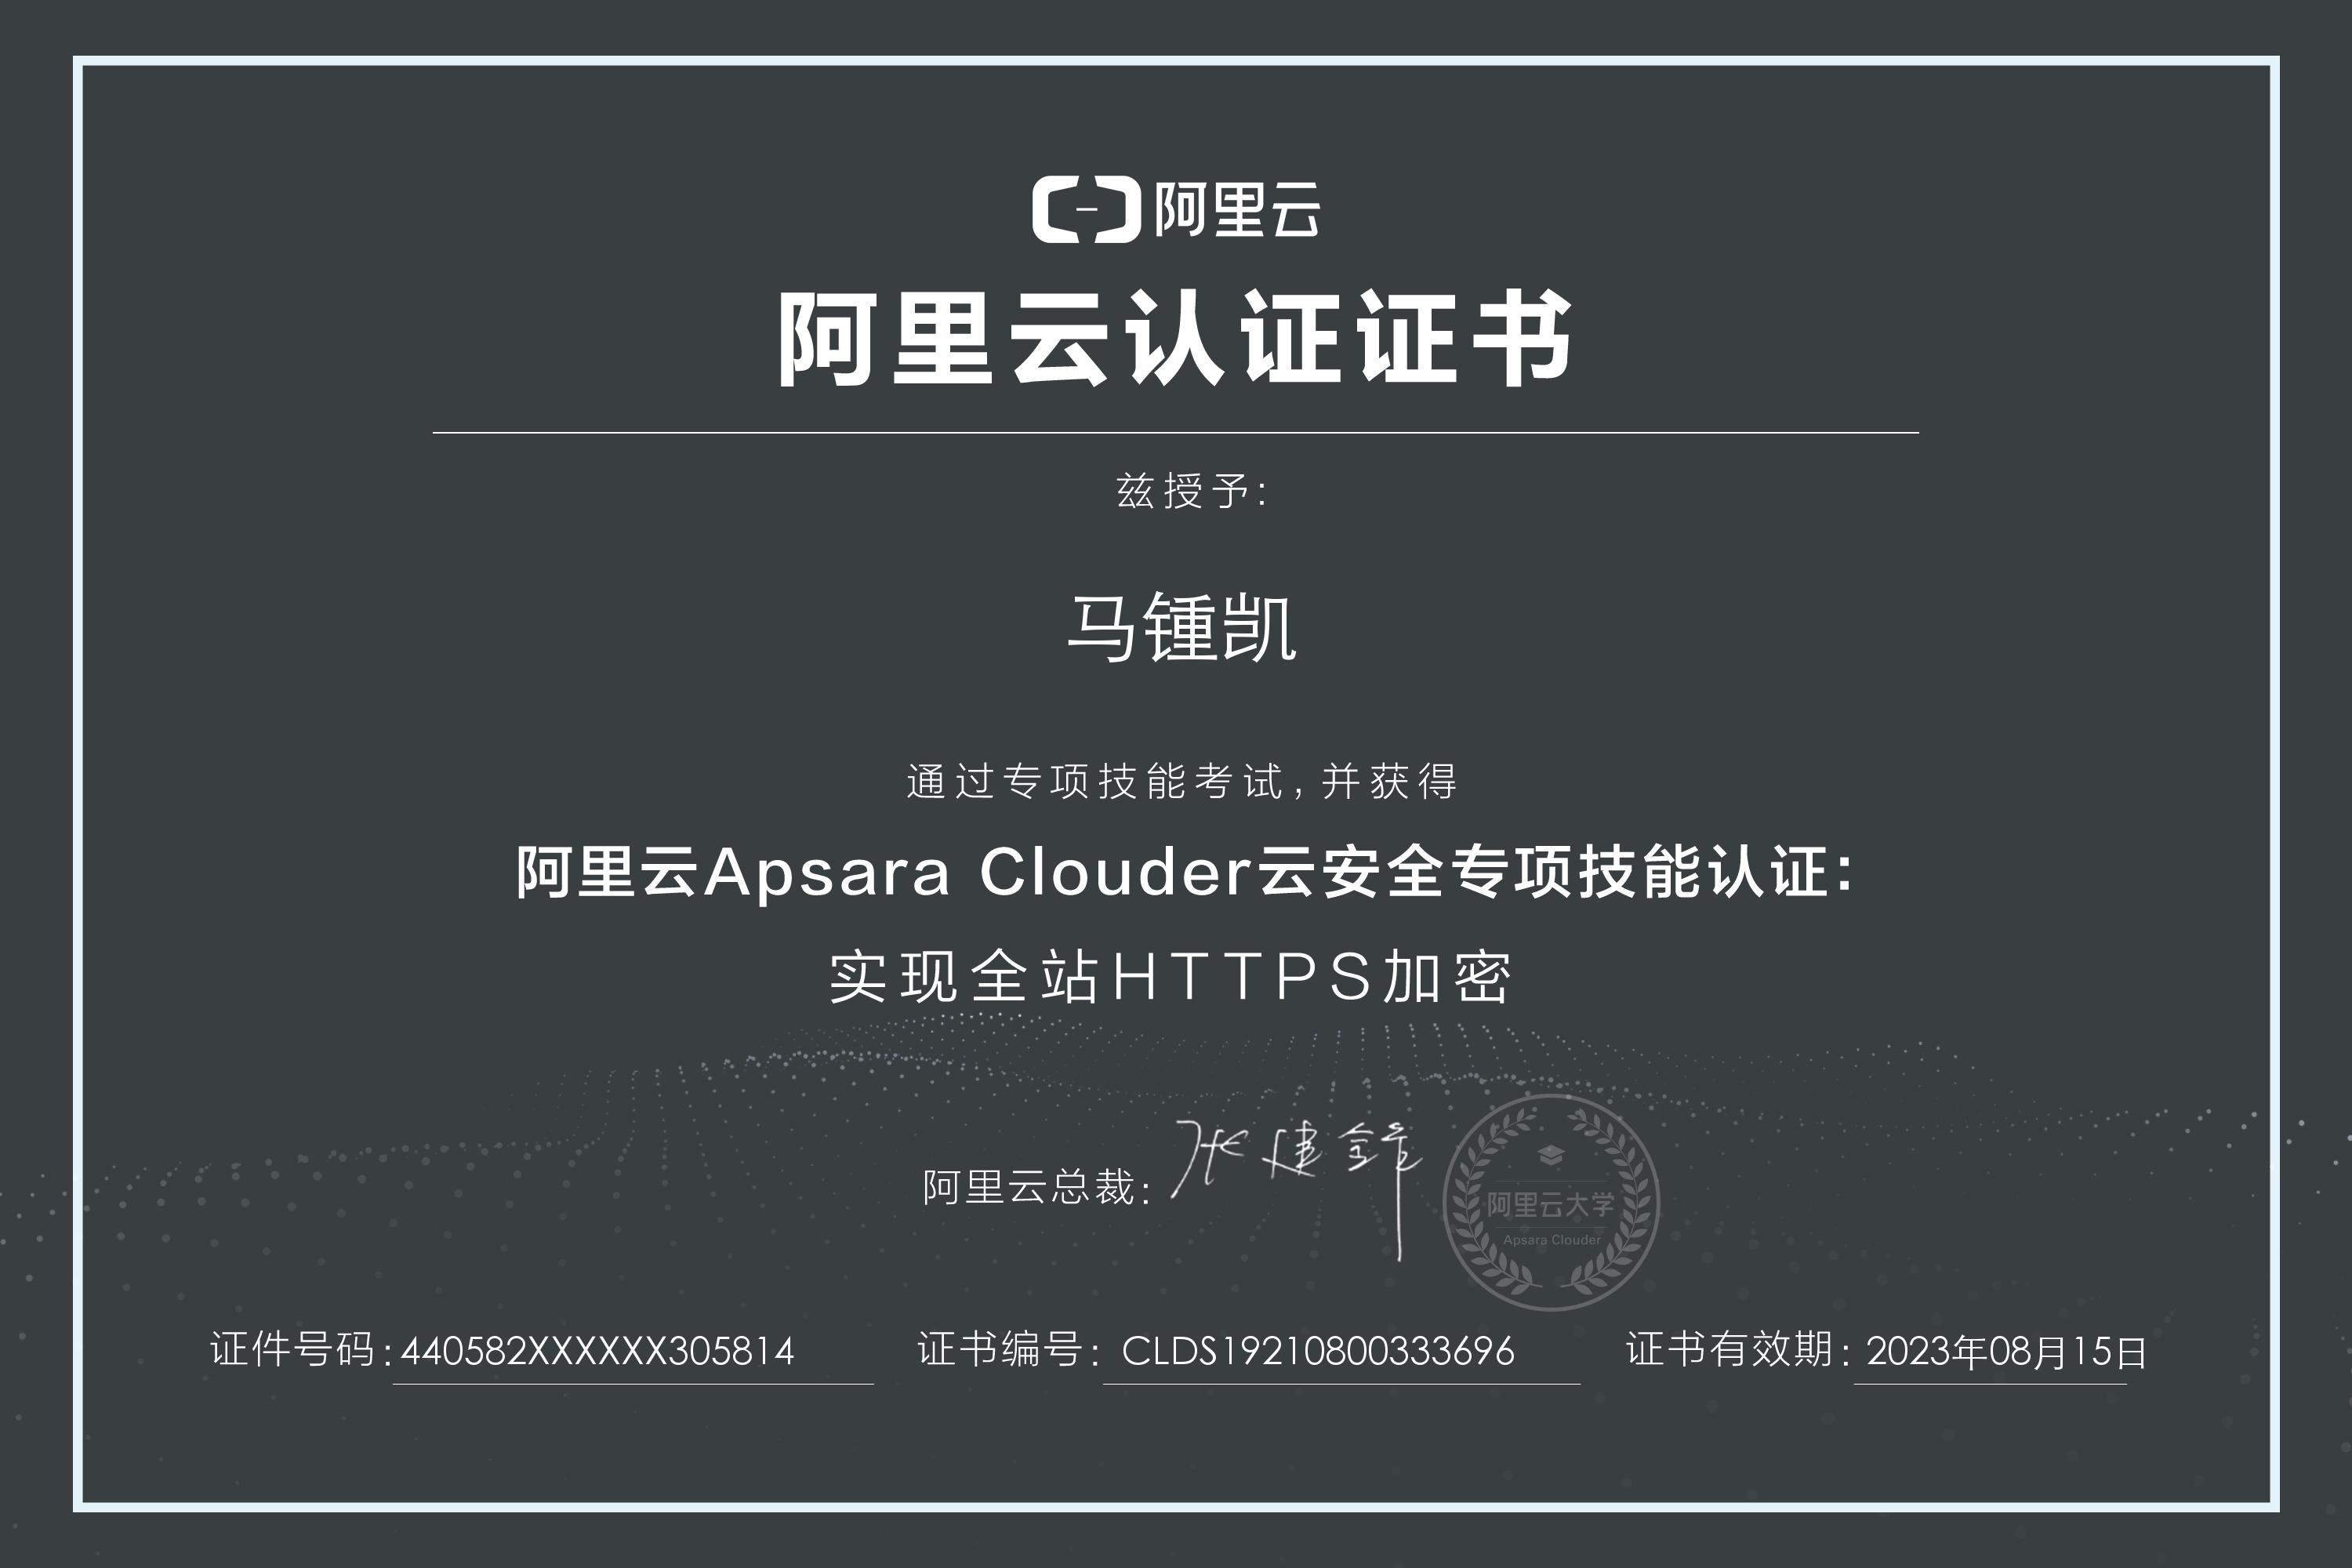 阿里云
阿里云认证证书
兹授予：
马锺凯
通过专项技能考试，并获得
阿里云Apsara Clouder云安全专项技能认证：
实现全站HTTPS加密
阿里云总裁：张建锋
阿里云大学
Apsara Clouder
证件号码：440582XXXXXX305814 证书编号：CLDS19210800333696 证书有效期：2023年08月15日